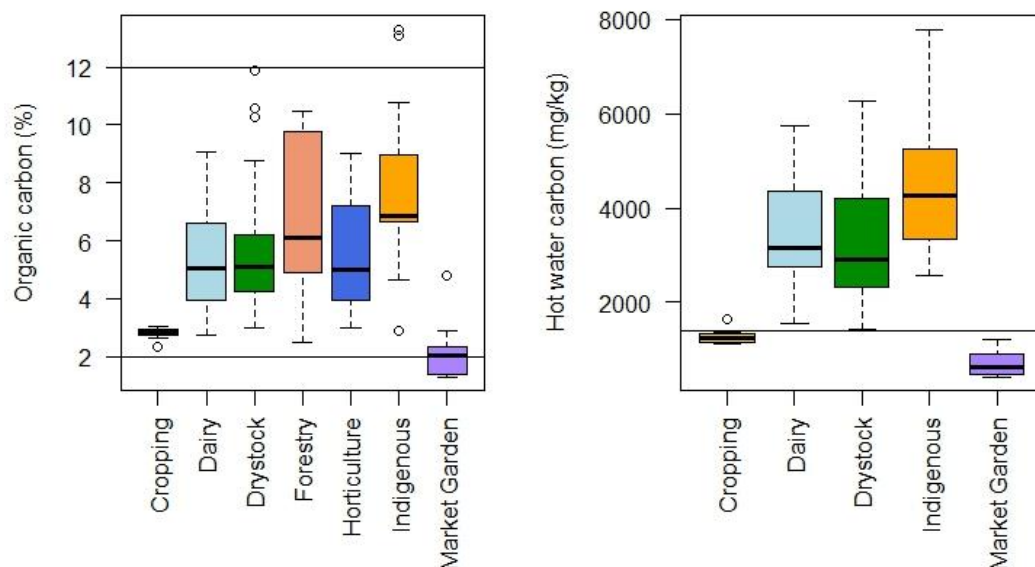 Organic carbon (%)
12
10
8
6
4
2
Cropping
Dairy
Drystock
Forestry
Horticulture
Indigenous
Market Garden
Hot water carbon (mg/kg)
8000
6000
4000
2000
Cropping
Dairy
Drystock
Indigenous
Market Garden